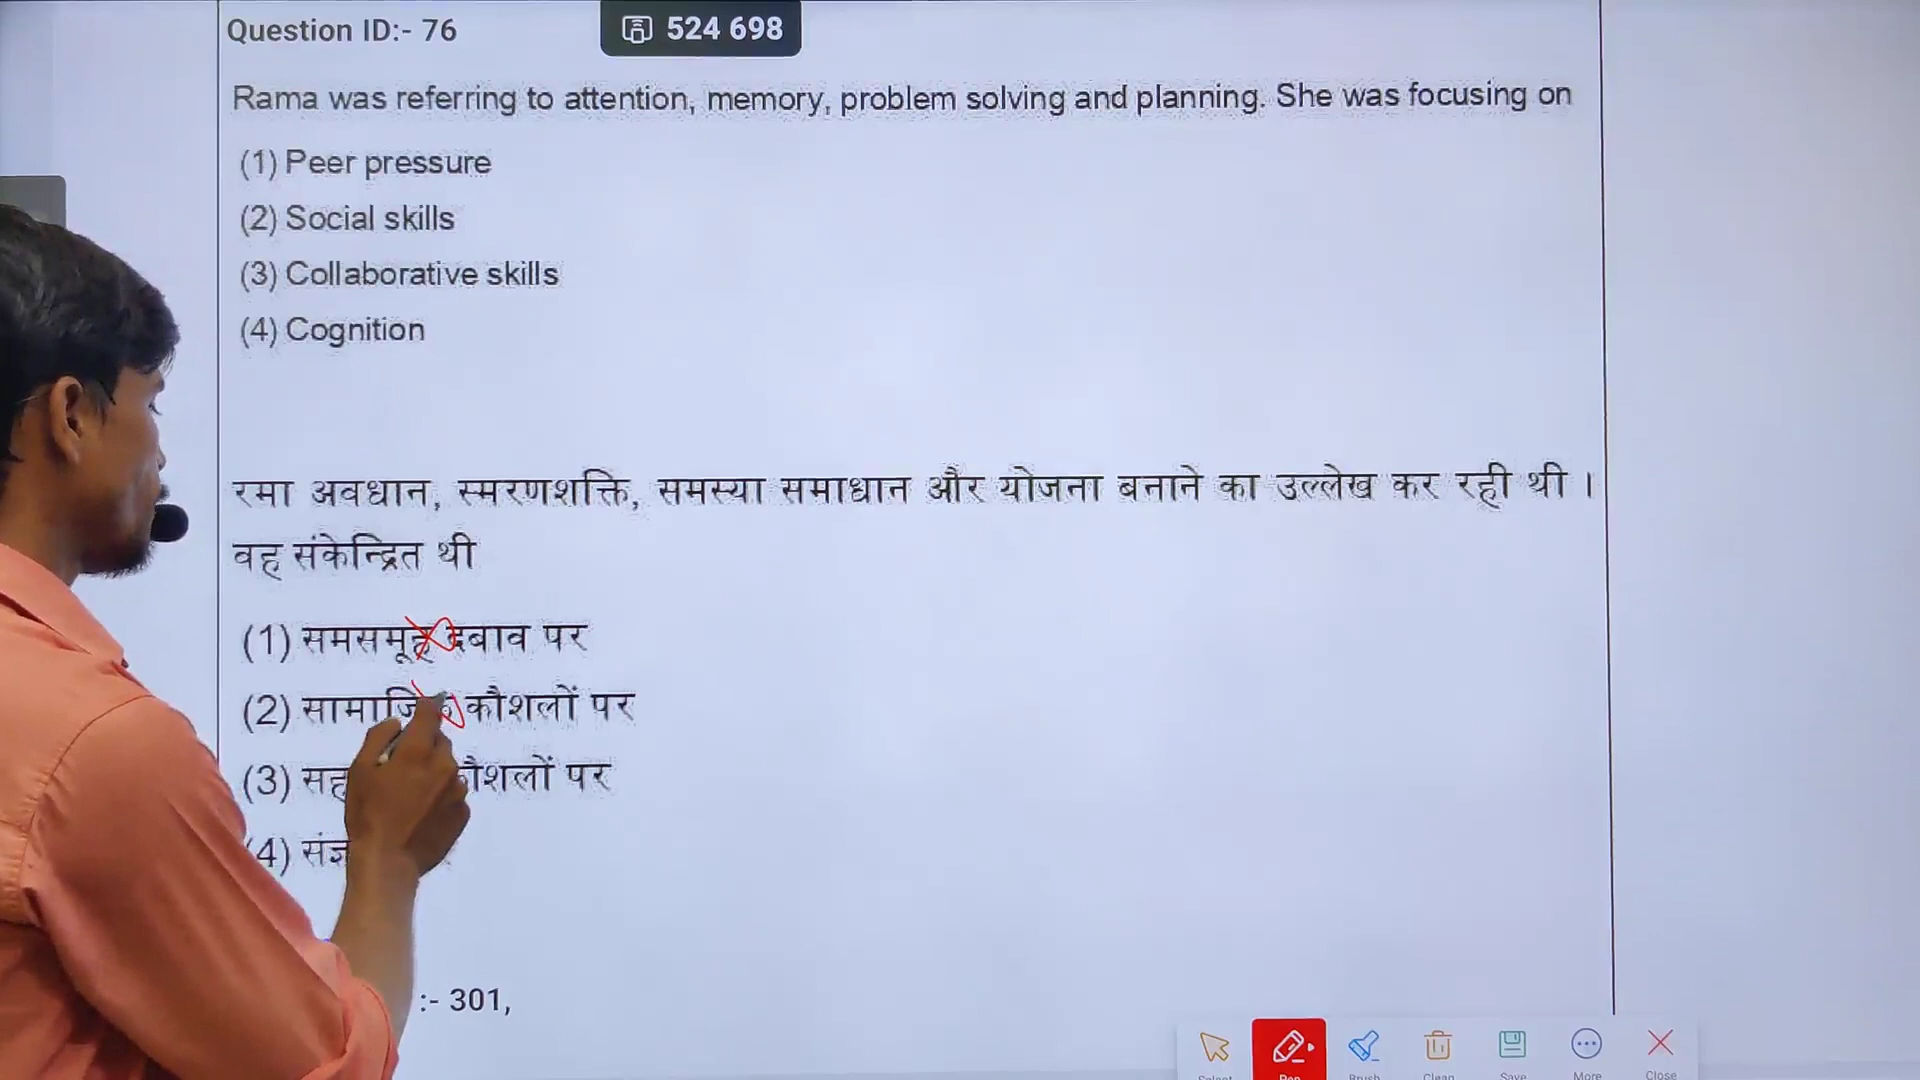 Question ID:- 76
524 698
Rama was referring to attention, memory, problem solving and planning. She was focusing on
(1) Peer pressure
(2) Social skills
(3) Collaborative skills
(4) Cognition
रमा अवधान, स्मरणशक्ति, समस्या समाधान और योजना बनाने का उल्लेख कर रही थी ।
वह संकेन्द्रित थी
(1) समसमूह दबाव पर
(2) सामाजिक कौशलों पर
(3) कौशलों पर
(4)
:- 301,
Select Pen Brush Clean Save More Close